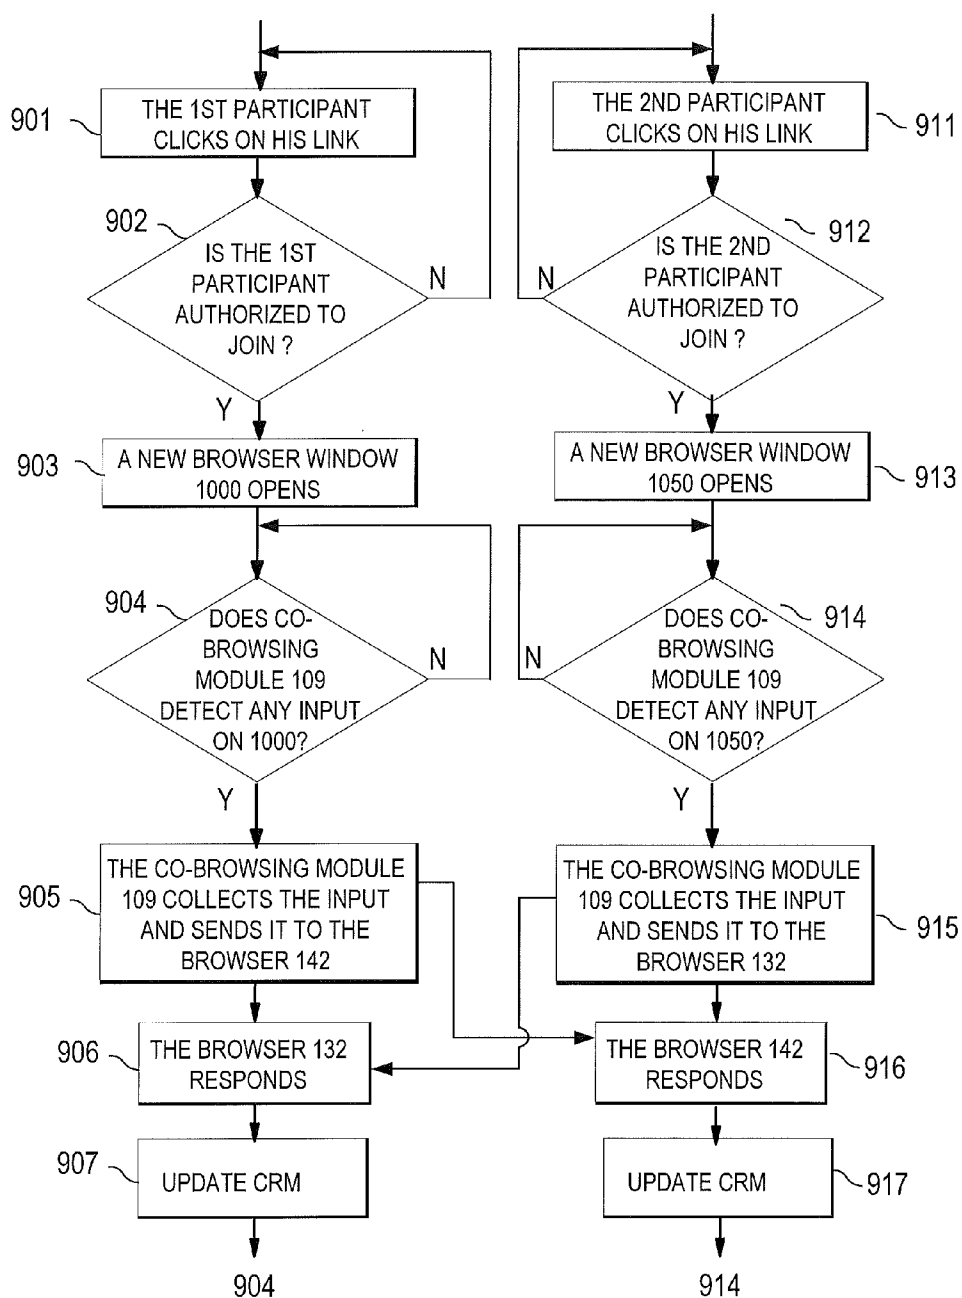 901
THE 1ST PARTICIPANT
CLICKS ON HIS LINK
902
IS THE 1ST
PARTICIPANT
AUTHORIZED TO
JOIN ?
N
Y
903
A NEW BROWSER WINDOW
1000 OPENS
904
DOES CO-
BROWSING
MODULE 109
DETECT ANY INPUT
ON 1000?
N
Y
905
THE CO-BROWSING MODULE
109 COLLECTS THE INPUT
AND SENDS IT TO THE
BROWSER 142
906
THE BROWSER 132
RESPONDS
907
UPDATE CRM
904
THE 2ND PARTICIPANT
CLICKS ON HIS LINK
911
912
IS THE 2ND
PARTICIPANT
AUTHORIZED TO
JOIN ?
N
Y
A NEW BROWSER WINDOW
1050 OPENS
913
914
DOES CO-
BROWSING
MODULE 109
DETECT ANY INPUT
ON 1050?
N
Y
THE CO-BROWSING MODULE
109 COLLECTS THE INPUT
AND SENDS IT TO THE
BROWSER 132
915
THE BROWSER 142
RESPONDS
916
UPDATE CRM
917
914